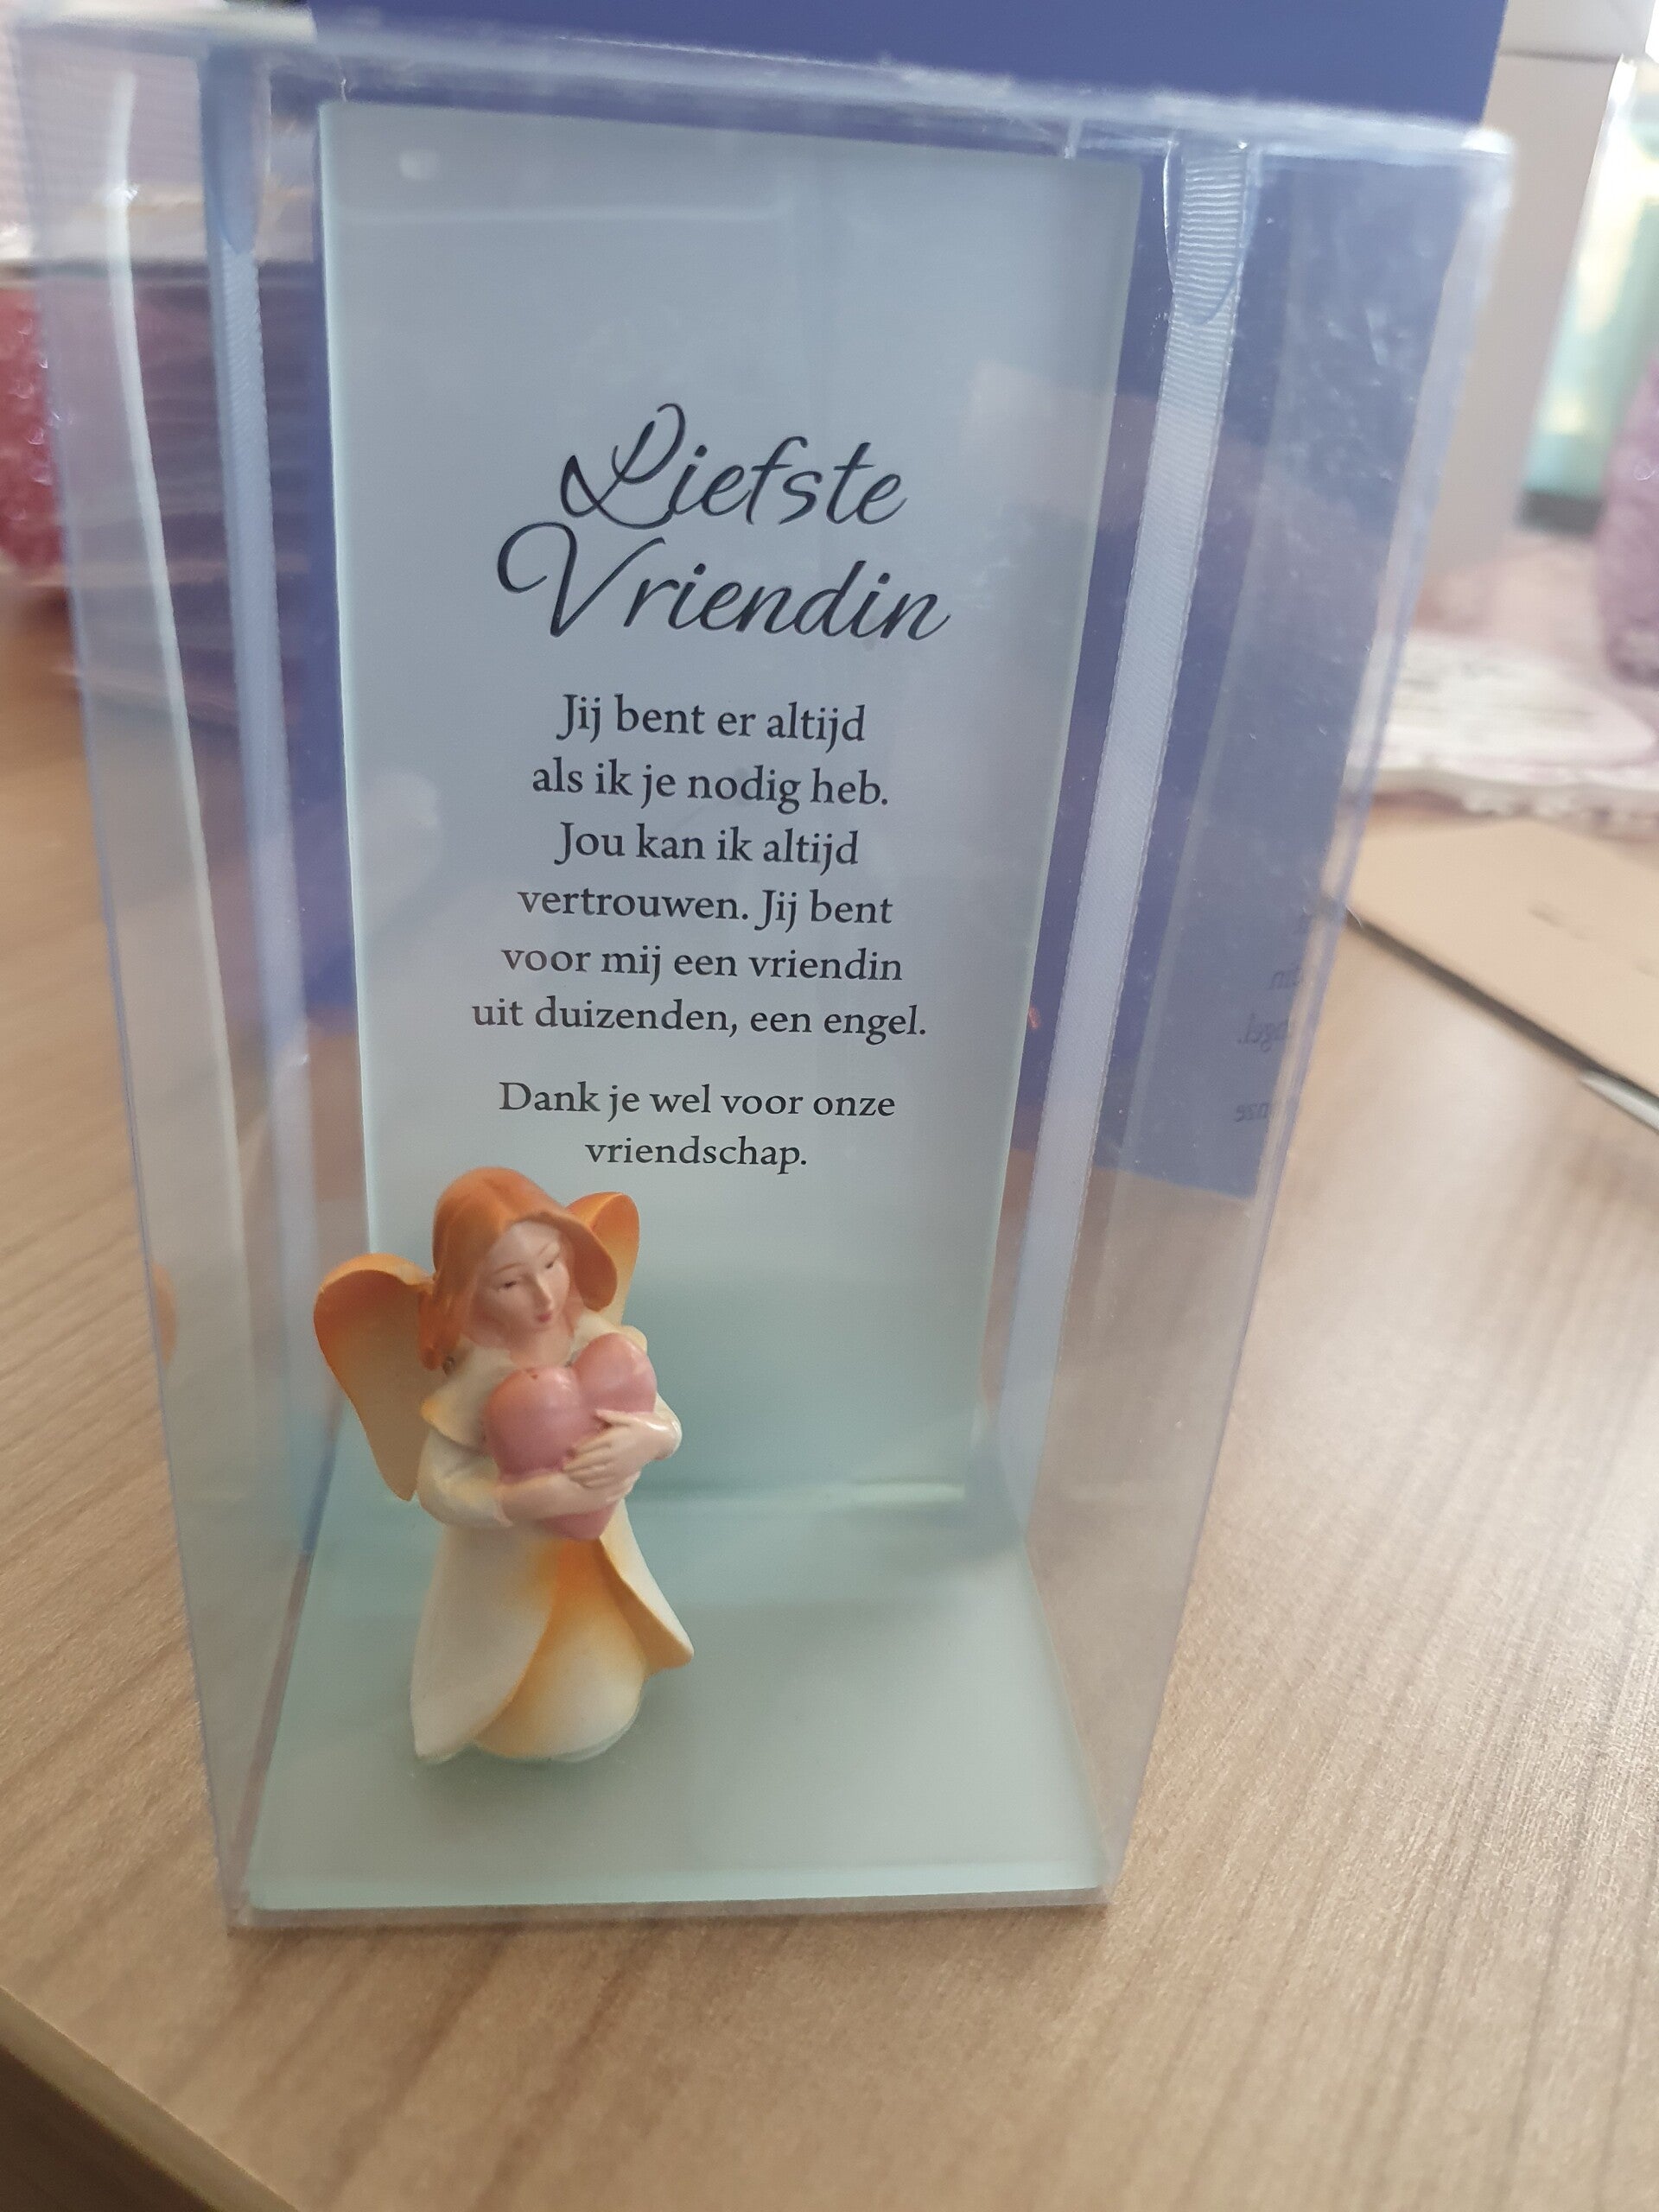 Liefste
Vriendin
Jij bent er altijd
als ik je nodig heb.
Jou kan ik altijd
vertrouwen. Jij bent
voor mij een vriendin
uit duizenden, een engel.
Dank je wel voor onze
vriendschap.